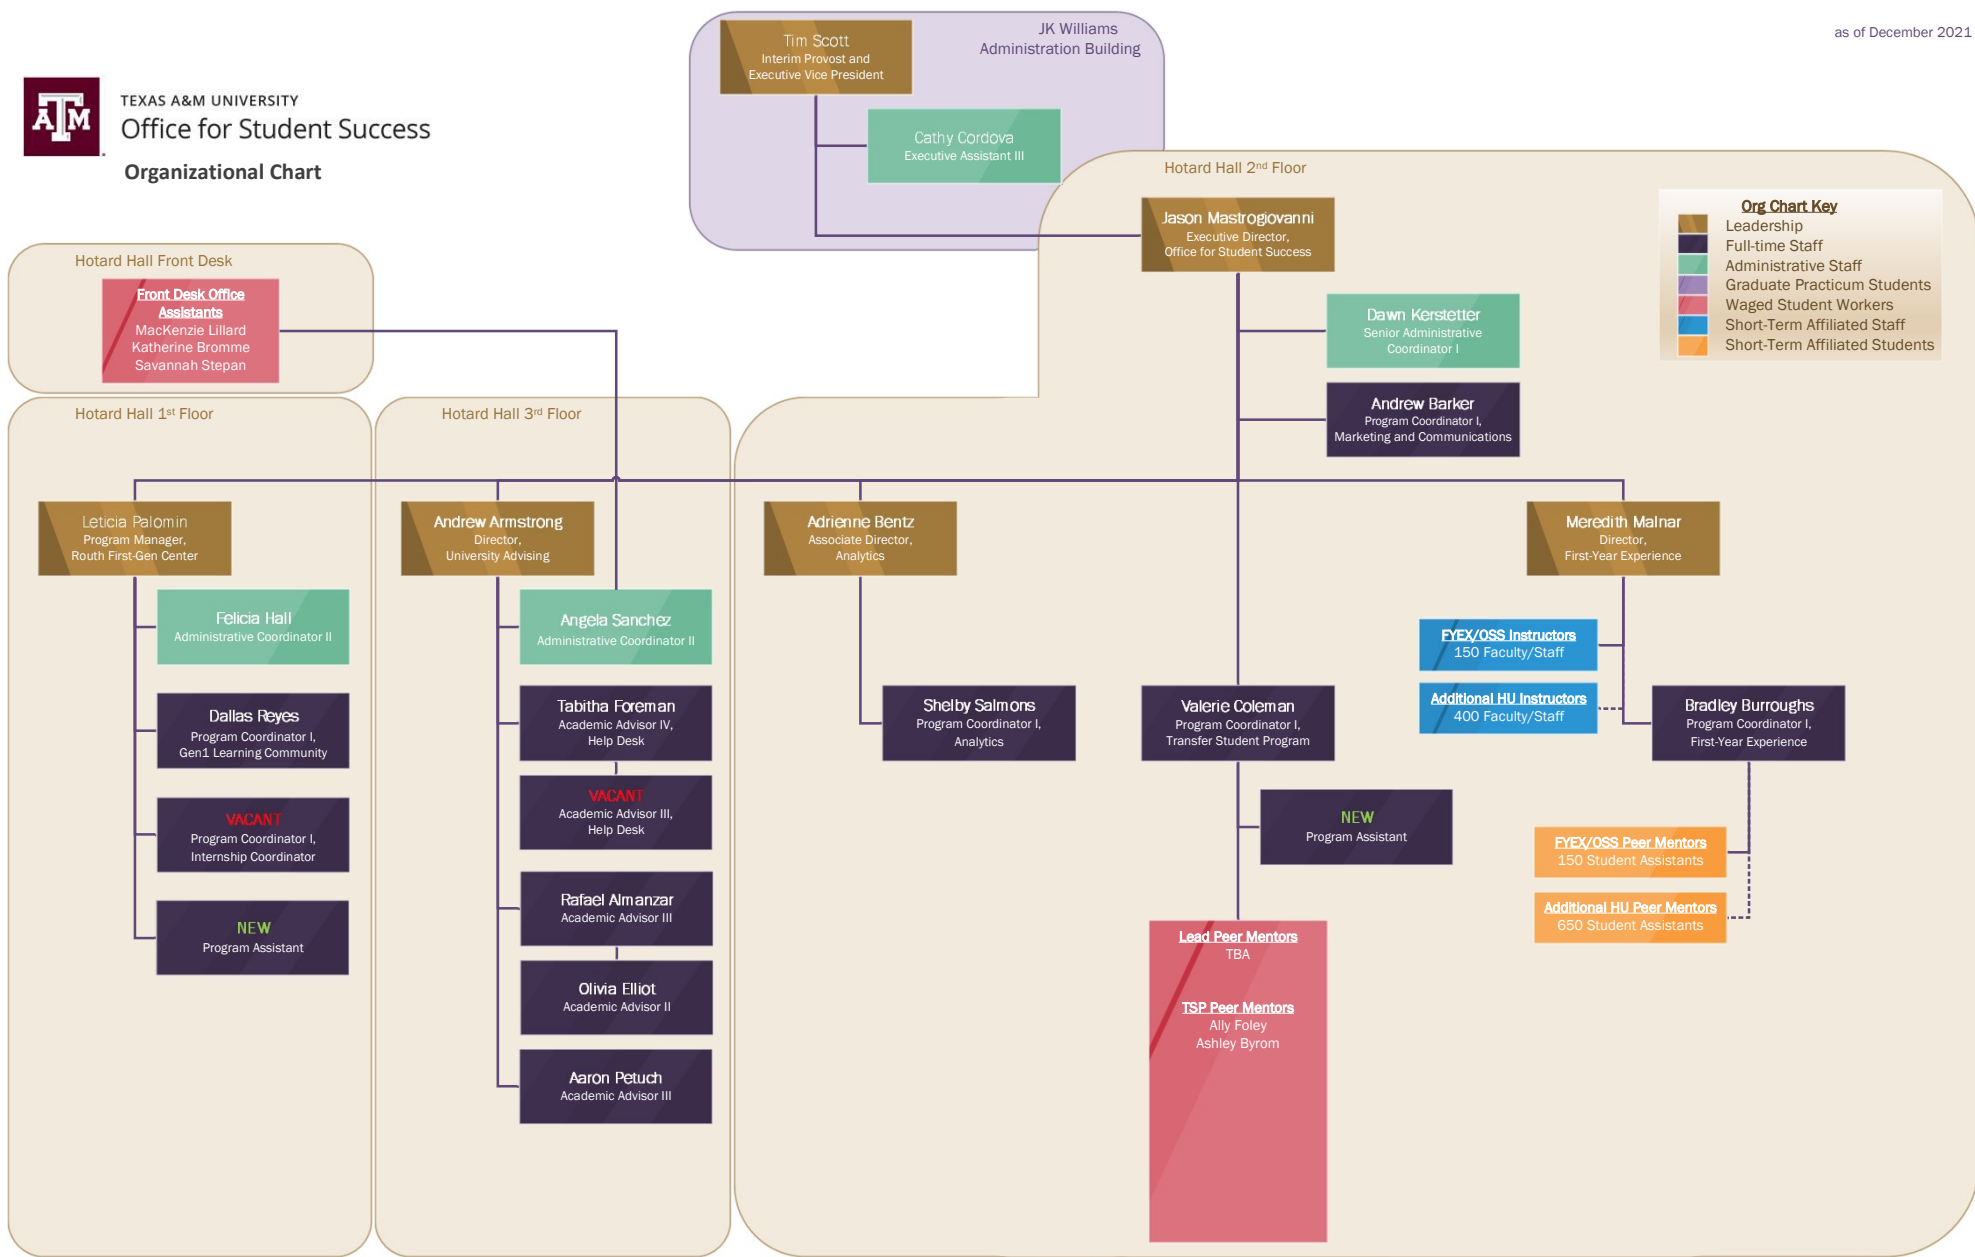 as of December 2021
JK Williams
Administration Building
Tim Scott
Interim Provost and
Executive Vice President
Cathy Cordova
Executive Assistant III
ĀTM
TEXAS A&M UNIVERSITY
Office for Student Success
Organizational Chart
Hotard Hall 2nd Floor
Jason Mastrogiovanni
Executive Director,
Office for Student Success
Org Chart Key
Leadership
Full-time Staff
Administrative Staff
Graduate Practicum Students
Waged Student Workers
Short-Term Affiliated Staff
Short-Term Affiliated Students
Hotard Hall Front Desk
Front Desk Office
Assistants
MacKenzie Lillard
Katherine Bromme
Savannah Stepan
Dawn Kerstetter
Senior Administrative
Coordinator I
Andrew Barker
Program Coordinator I,
Marketing and Communications
Hotard Hall 1st Floor
Leticia Palomin
Program Manager,
Routh First-Gen Center
Felicia Hall
Administrative Coordinator II
Dallas Reyes
Program Coordinator I,
Gen1 Learning Community
VACANT
Program Coordinator I,
Internship Coordinator
NEW
Program Assistant
Hotard Hall 3rd Floor
Andrew Armstrong
Director,
University Advising
Angela Sanchez
Administrative Coordinator II
Tabitha Foreman
Academic Advisor IV,
Help Desk
VACANT
Academic Advisor III,
Help Desk
Rafael Almanzar
Academic Advisor III
Olivia Elliot
Academic Advisor II
Aaron Petuch
Academic Advisor III
Adrienne Bentz
Associate Director,
Analytics
Shelby Salmons
Program Coordinator I,
Analytics
Valerie Coleman
Program Coordinator I,
Transfer Student Program
NEW
Program Assistant
Lead Peer Mentors
TBA
TSP Peer Mentors
Ally Foley
Ashley Byrom
Meredith Malnar
Director,
First-Year Experience
FYEX/OSS Instructors
150 Faculty/Staff
Additional HU Instructors
400 Faculty/Staff
Bradley Burroughs
Program Coordinator I,
First-Year Experience
FYEX/OSS Peer Mentors
150 Student Assistants
Additional HU Peer Mentors
650 Student Assistants